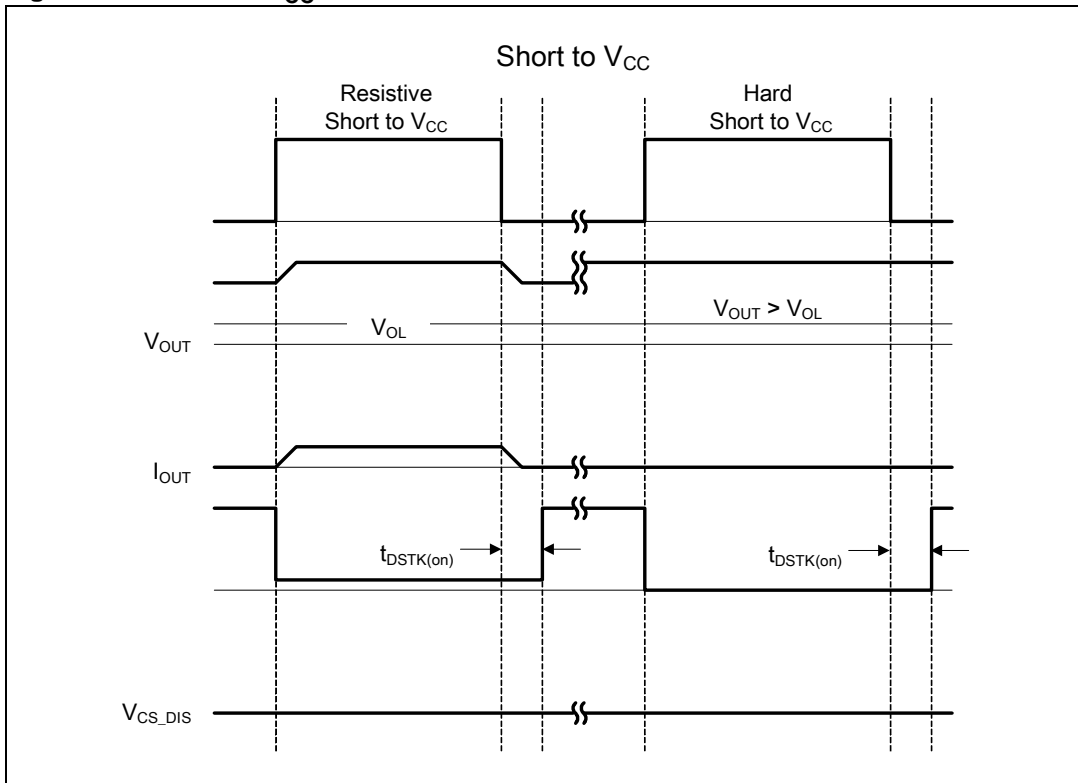 Short to VCC
Resistive
Short to VCC
Hard
Short to VCC
VOL
VOUT > VOL
VOUT
IOUT
tDSTK(on)
tDSTK(on)
VCS_DIS